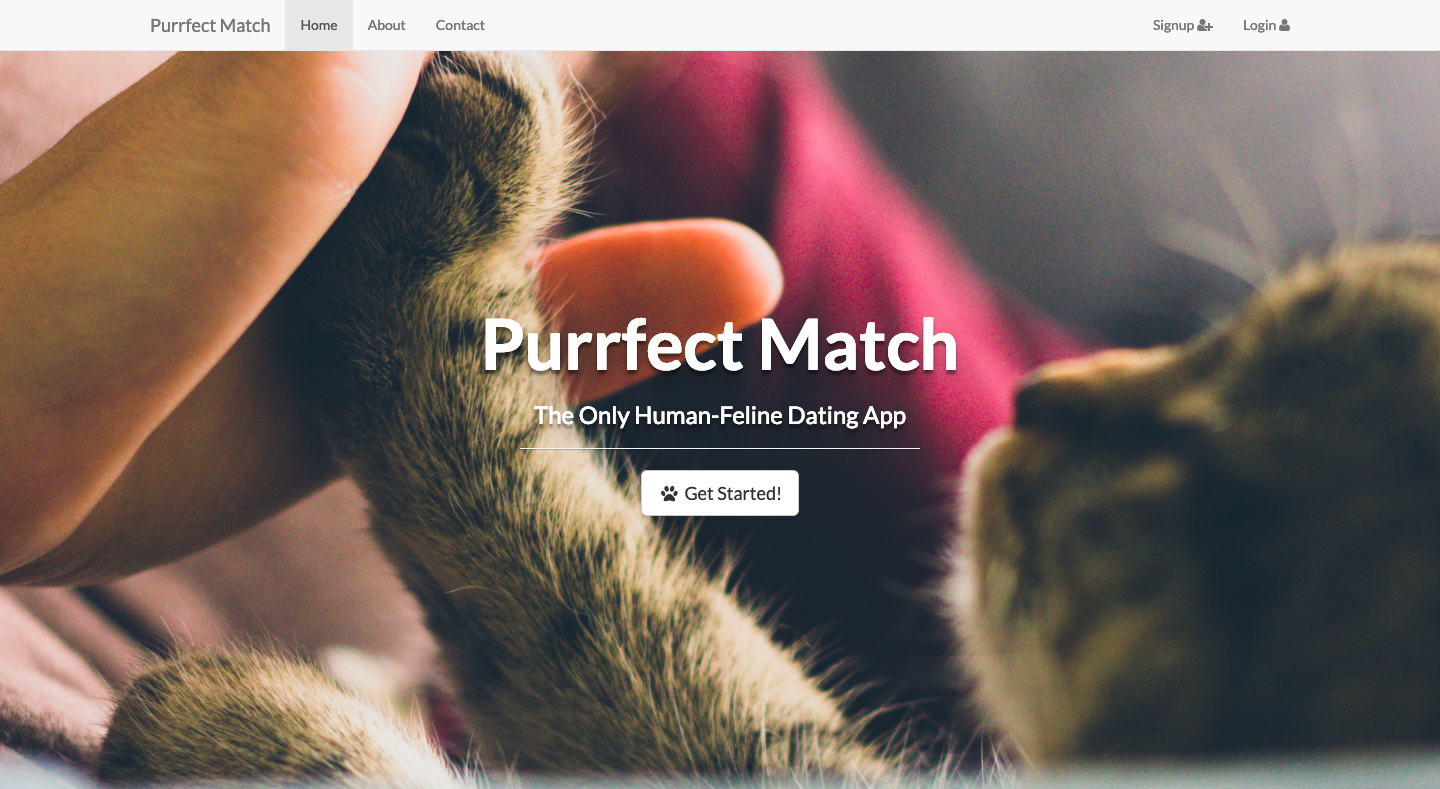 Purrfect Match Home About Contact Signup Login
Purrfect Match
The Only Human-Feline Dating App
Get Started!